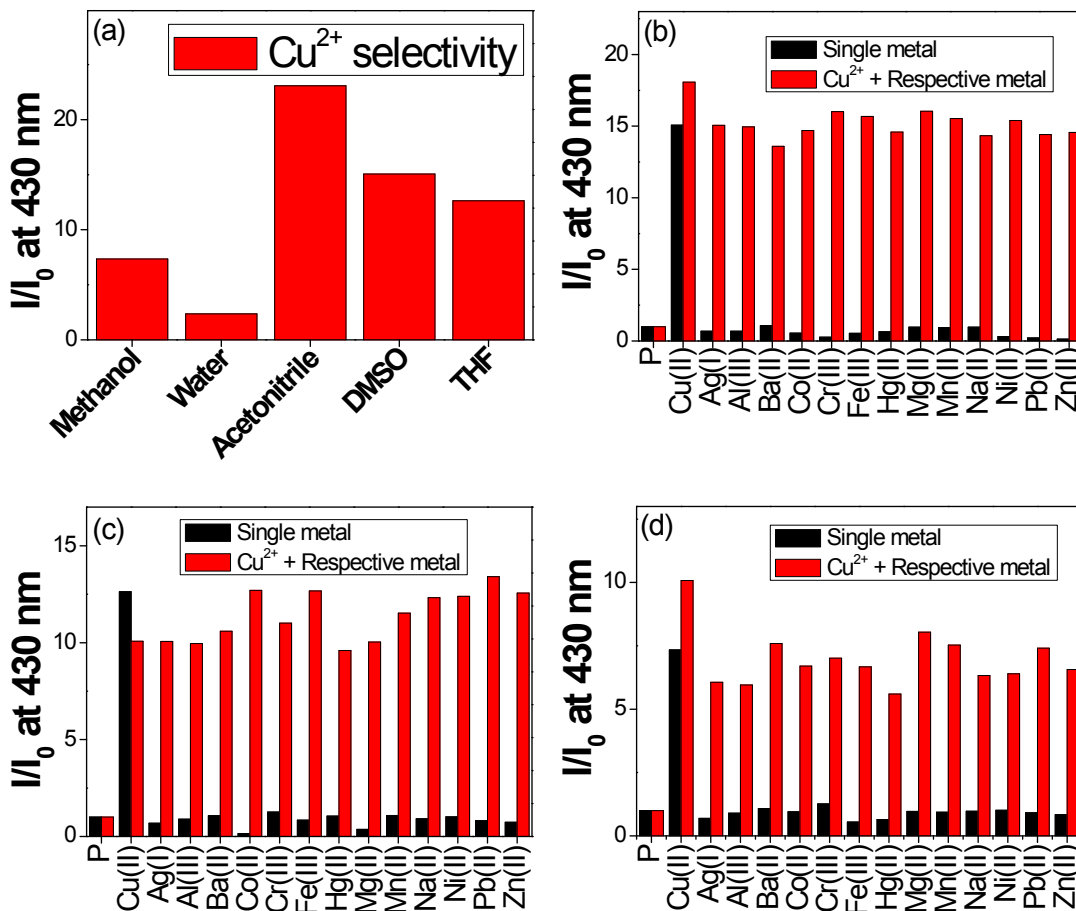 (a)
Cu²⁺ selectivity
I/I₀ at 430 nm
20
10
0
Methanol
Water
Acetonitrile
DMSO
THF
(b)
Single metal
Cu²⁺ + Respective metal
I/I₀ at 430 nm
20
15
10
5
0
P
Cu(II)
Ag(I)
Al(III)
Ba(II)
Co(II)
Cr(III)
Fe(III)
Hg(II)
Mg(II)
Mn(II)
Na(II)
Ni(II)
Pb(II)
Zn(II)
(c)
Single metal
Cu²⁺ + Respective metal
I/I₀ at 430 nm
15
10
5
0
P
Cu(II)
Ag(I)
Al(III)
Ba(II)
Co(II)
Cr(III)
Fe(III)
Hg(II)
Mg(II)
Mn(II)
Na(II)
Ni(II)
Pb(II)
Zn(II)
(d)
Single metal
Cu²⁺ + Respective metal
I/I₀ at 430 nm
10
5
0
P
Cu(II)
Ag(I)
Al(III)
Ba(II)
Co(II)
Cr(III)
Fe(III)
Hg(II)
Mg(II)
Mn(II)
Na(II)
Ni(II)
Pb(II)
Zn(II)